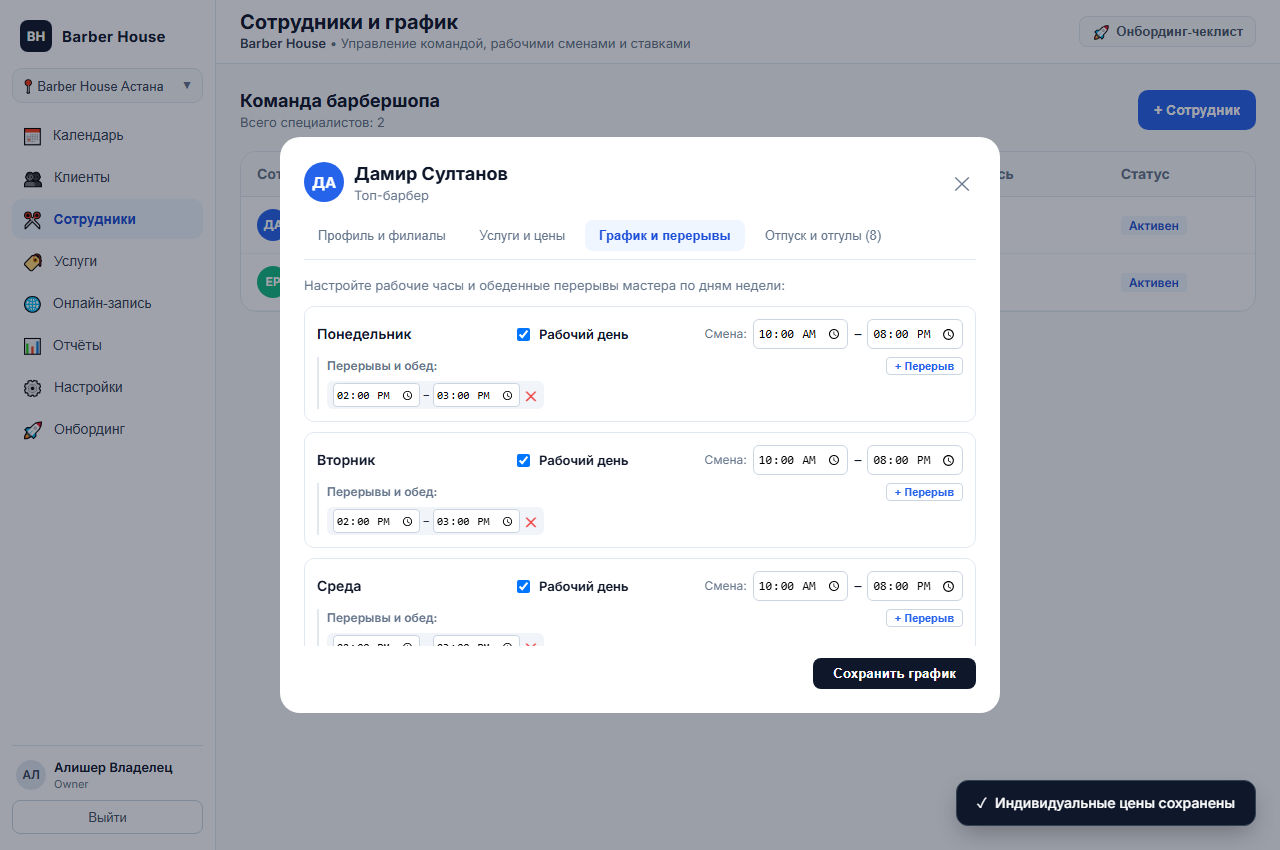 BH Barber House
Barber House Астана ▼
Календарь
Клиенты
Сотрудники
Услуги
Онлайн-запись
Отчёты
Настройки
Онбординг
АЛ
Алишер Владелец
Owner
Выйти
Сотрудники и график
Barber House • Управление командой, рабочими сменами и ставками
Онбординг-чеклист
Команда барбершопа
Всего специалистов: 2
+ Сотрудник
Статус
Активен
Активен
ДА
Дамир Султанов
Топ-барбер
Профиль и филиалы Услуги и цены График и перерывы Отпуск и отгулы (8)
Настройте рабочие часы и обеденные перерывы мастера по дням недели:
Понедельник Рабочий день Смена: 10:00 AM – 08:00 PM
Перерывы и обед: + Перерыв
02:00 PM – 03:00 PM
Вторник Рабочий день Смена: 10:00 AM – 08:00 PM
Перерывы и обед: + Перерыв
02:00 PM – 03:00 PM
Среда Рабочий день Смена: 10:00 AM – 08:00 PM
Перерывы и обед: + Перерыв
Сохранить график
✓ Индивидуальные цены сохранены